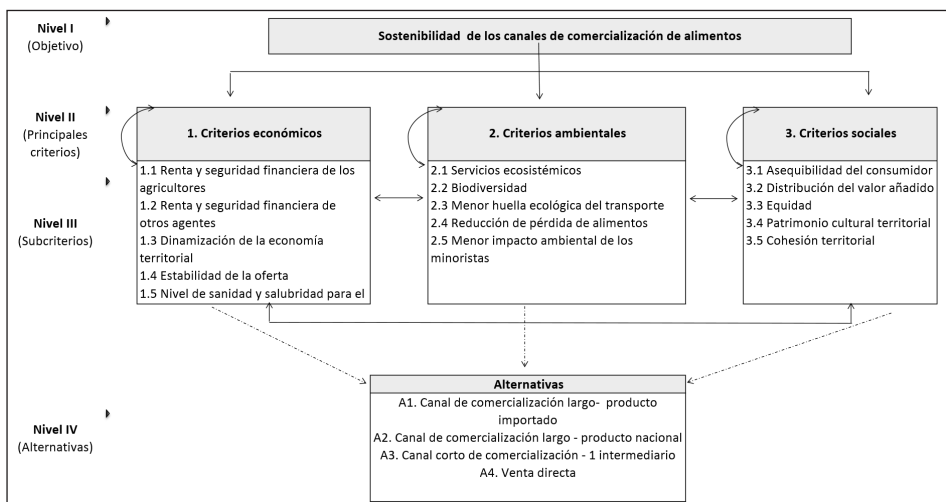 Nivel I
(Objetivo)
Sostenibilidad de los canales de comercialización de alimentos
Nivel II
(Principales
criterios)
1. Criterios económicos
2. Criterios ambientales
3. Criterios sociales
Nivel III
(Subcriterios)
1.1 Renta y seguridad financiera de los
agricultores
1.2 Renta y seguridad financiera de
otros agentes
1.3 Dinamización de la economía
territorial
1.4 Estabilidad de la oferta
1.5 Nivel de sanidad y salubridad para el
2.1 Servicios ecosistémicos
2.2 Biodiversidad
2.3 Menor huella ecológica del transporte
2.4 Reducción de pérdida de alimentos
2.5 Menor impacto ambiental de los
minoristas
3.1 Asequibilidad del consumidor
3.2 Distribución del valor añadido
3.3 Equidad
3.4 Patrimonio cultural territorial
3.5 Cohesión territorial
Nivel IV
(Alternativas)
Alternativas
A1. Canal de comercialización largo- producto
importado
A2. Canal de comercialización largo - producto nacional
A3. Canal corto de comercialización - 1 intermediario
A4. Venta directa